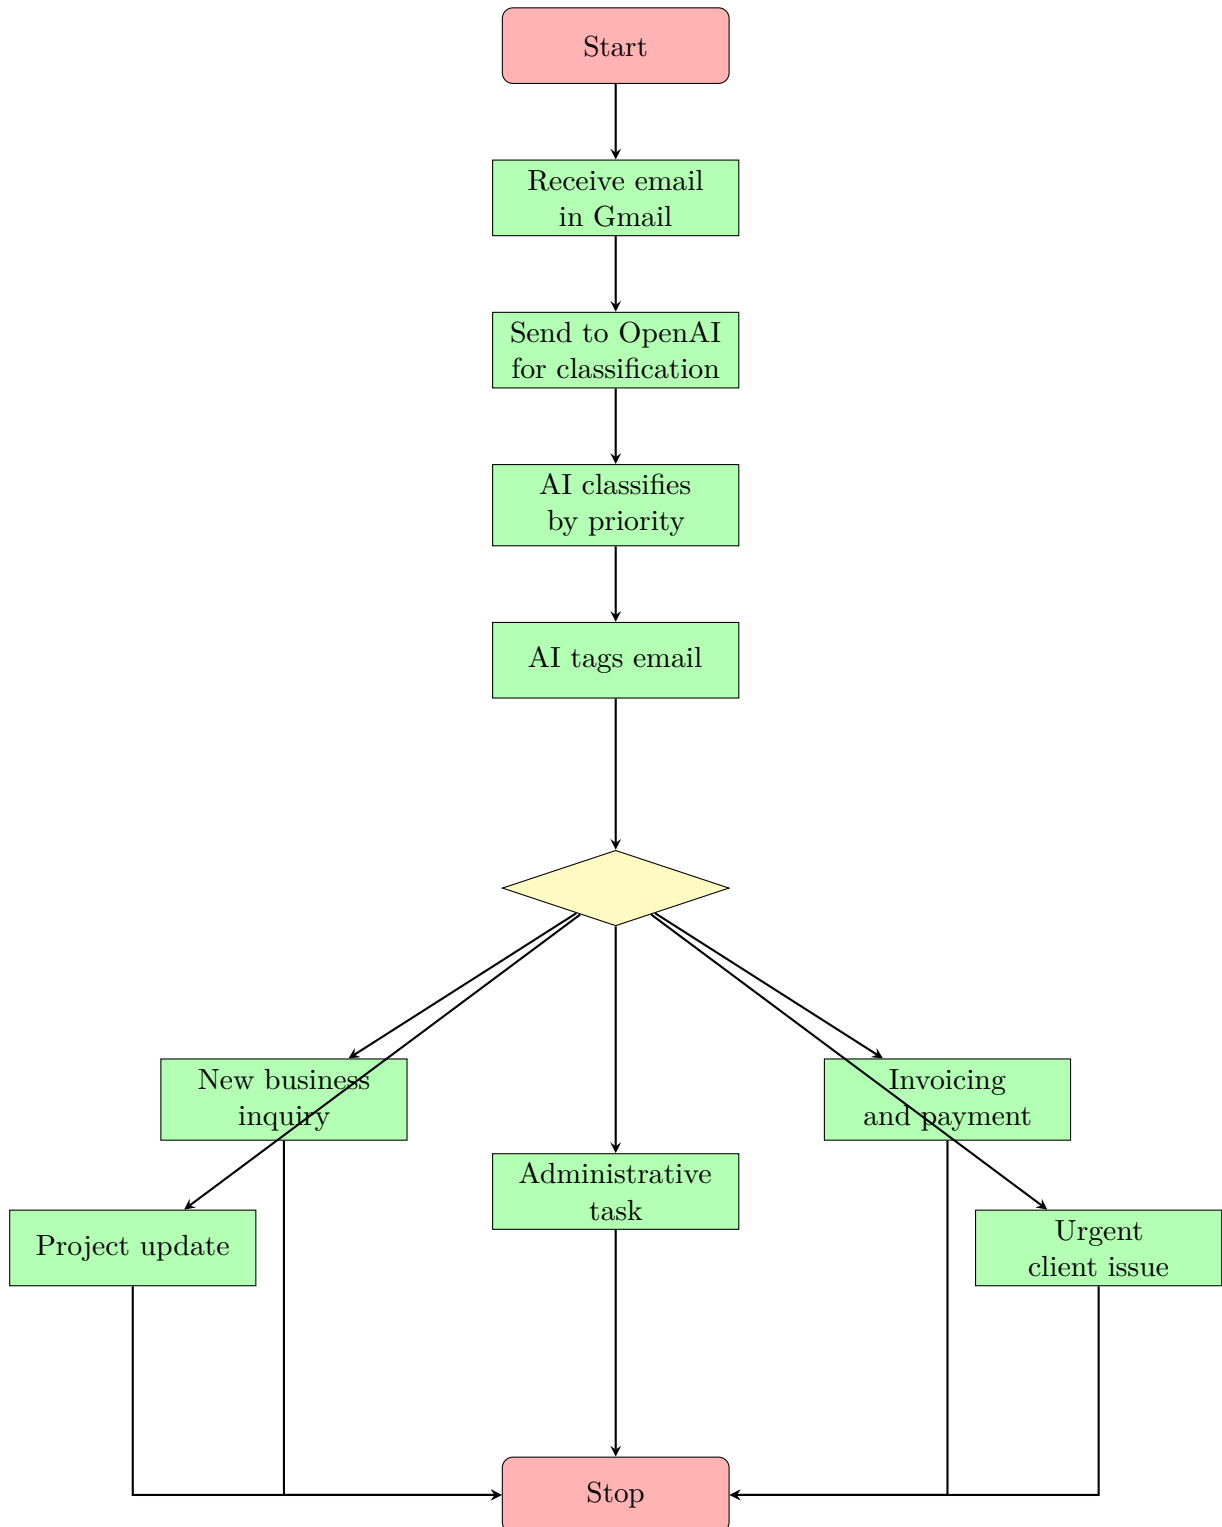 Start
Receive email
in Gmail
Send to OpenAI
for classification
AI classifies
by priority
AI tags email
New business
inquiry
Invoicing
and payment
Administrative
task
Project update
Urgent
client issue
Stop